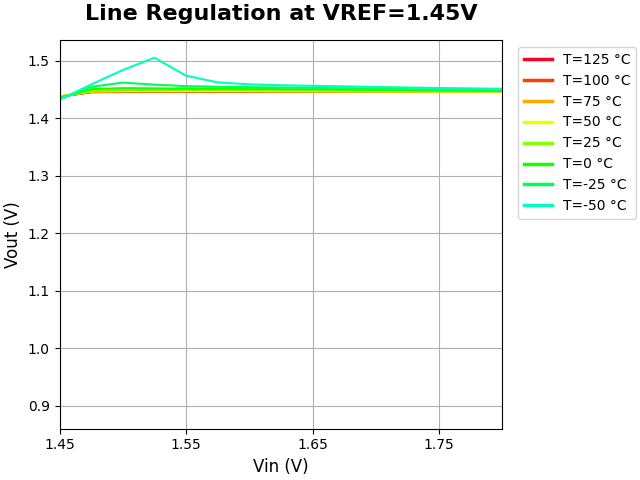 Line Regulation at VREF=1.45V
Vout (V)
1.5
1.4
1.3
1.2
1.1
1.0
0.9
1.45
1.55
1.65
1.75
Vin (V)
T=125 °C
T=100 °C
T=75 °C
T=50 °C
T=25 °C
T=0 °C
T=-25 °C
T=-50 °C